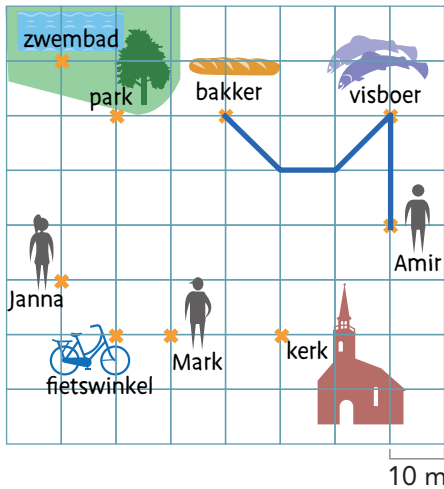 zwembad
park
bakker
visboer
Amir
Janna
fietswinkel
Mark
kerk
10 m